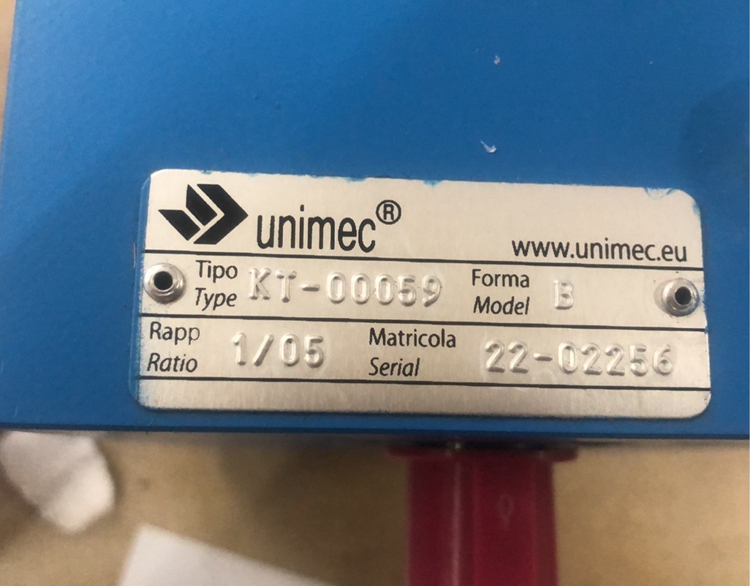 unimec®
www.unimec.eu
Tipo Type KT-00059 Forma Model B
Rapp Ratio 1/05 Matricola Serial 22-02256